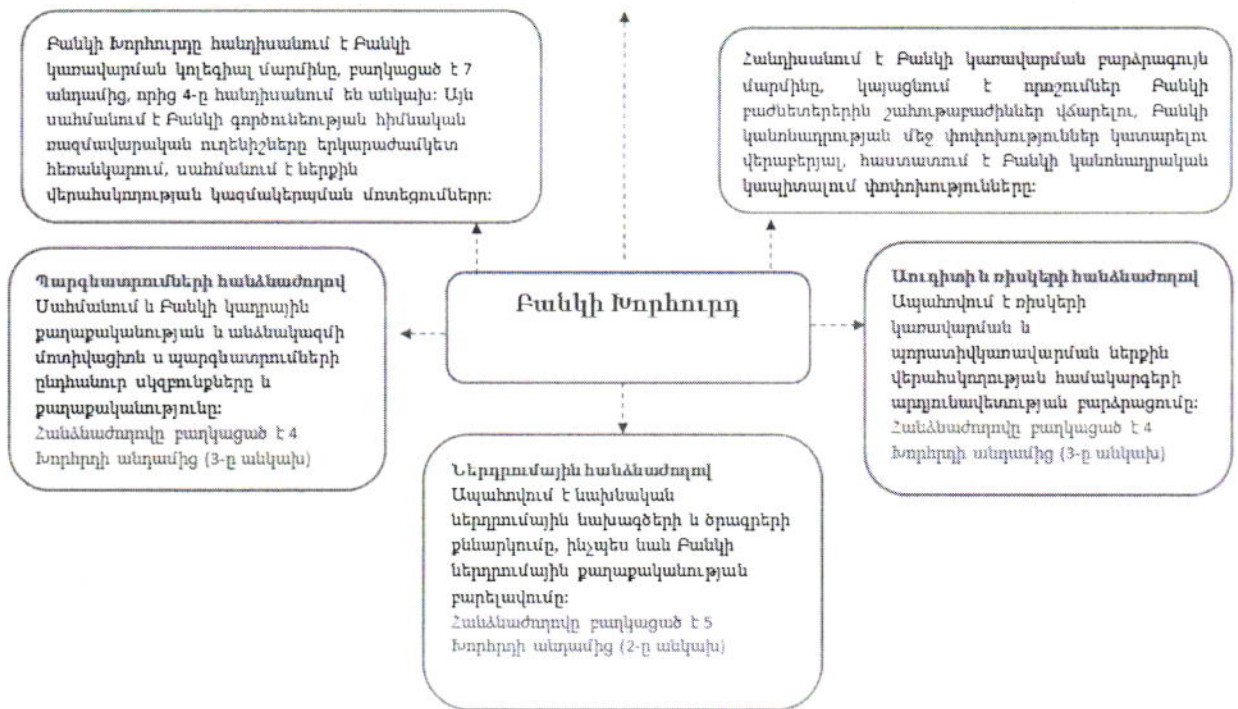 Բանկի Խորհուրդը հանդիսանում է Բանկի
կառավարման կոլեգիալ մարմինը, բաղկացած է 7
անդամից, որից 4-ը հանդիսանում են անկախ: Այն
սահմանում է Բանկի գործունեության հիմնական
ռազմավարական ուղենիշները երկարաժամկետ
հեռանկարում, սահմանում է ներքին
վերահսկողության կազմակերպման մոտեցումները:
Հանդիսանում է Բանկի կառավարման բարձրագույն
մարմինը, կայացնում է որոշումներ Բանկի
բաժնետերերին շահութաբաժիններ վճարելու, Բանկի
կանոնադրության մեջ փոփոխություններ կատարելու
վերաբերյալ, հաստատում է Բանկի կանոնադրական
կապիտալում փոփոխությունները:
Պարգևատրումների հանձնաժողով
Սահմանում և Բանկի կադրային
քաղաքականության և անձնակազմի
մոտիվացիոն ս պարգևատրումների
ընդհանուր սկզբունքները և
քաղաքականությունը:
Հանձնաժողովը բաղկացած է 4
Խորհրդի անդամից (3-ը անկախ)
Բանկի Խորհուրդ
Աուդիտի և ռիսկերի հանձնաժողով
Ապահովում է ռիսկերի
կառավարման և
պորատիվկառավարման ներքին
վերահսկողության համակարգերի
արդյունավետության բարձրացումը:
Հանձնաժողովը բաղկացած է 4
Խորհրդի անդամից (3-ը անկախ)
Ներդրումային հանձնաժողով
Ապահովում է նախնական
ներդրումային նախագծերի և ծրագրերի
քննարկումը, ինչպես նան Բանկի
ներդրումային քաղաքականության
բարելավումը:
Հանձնաժողովը բաղկացած է 5
Խորհրդի անդամից (2-ը անկախ)